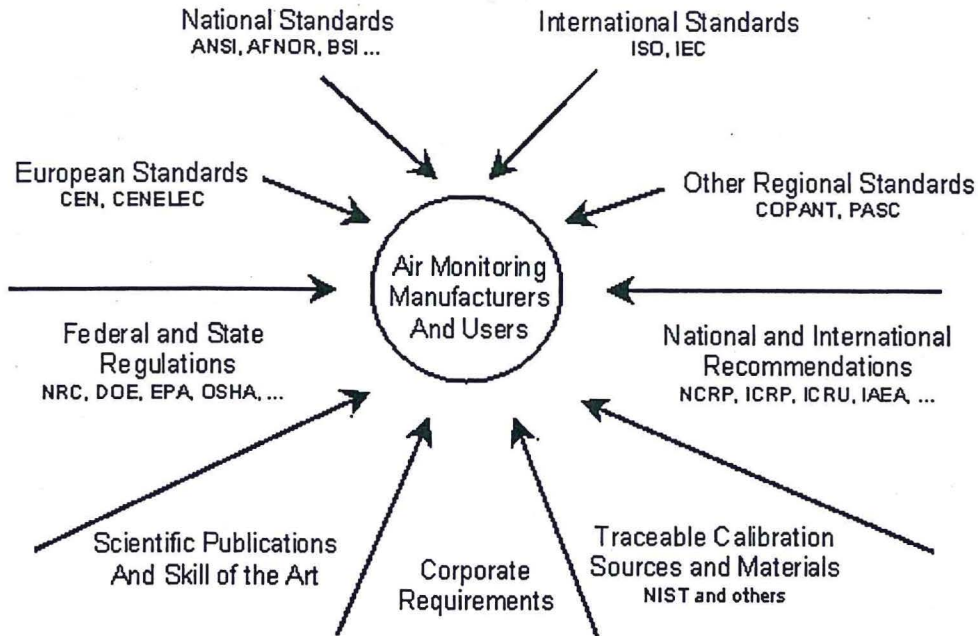 National Standards
ANSI, AFNOR, BSI ...
International Standards
ISO, IEC
European Standards
CEN, CENELEC
Other Regional Standards
COPANT, PASC
Air Monitoring
Manufacturers
And Users
Federal and State
Regulations
NRC, DOE, EPA, OSHA, ...
National and International
Recommendations
NCRP, ICRP, ICRU, IAEA, ...
Scientific Publications
And Skill of the Art
Corporate
Requirements
Traceable Calibration
Sources and Materials
NIST and others